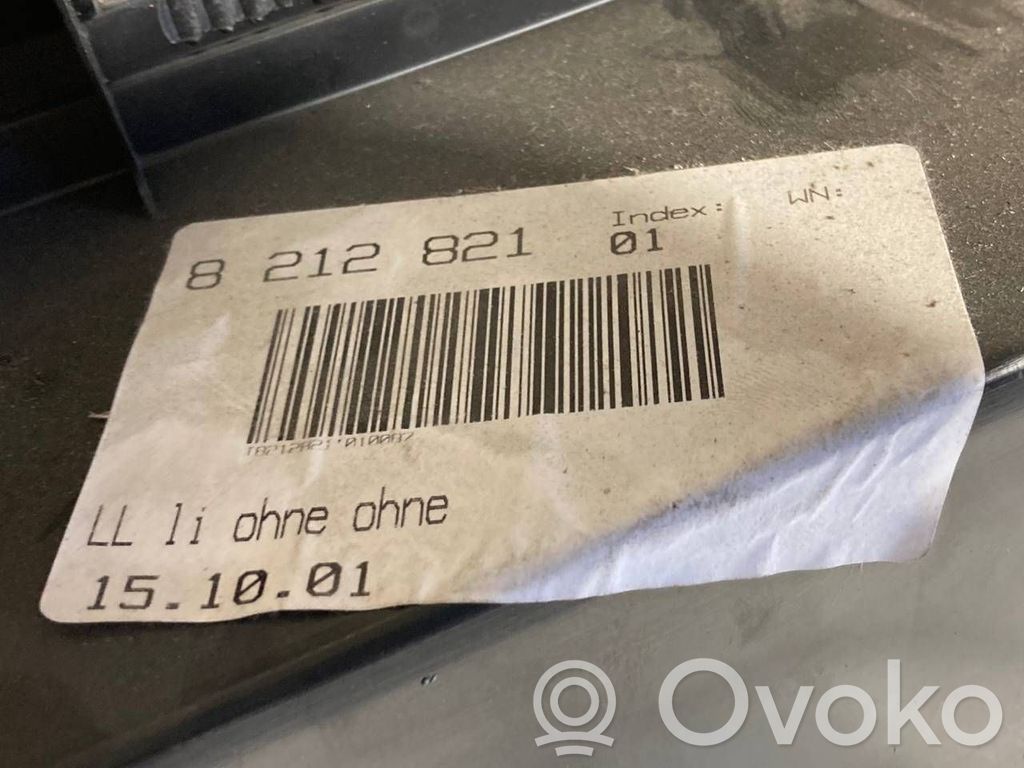 8 212 821
Index:
01
WN:
LL li ohne ohne
15.10.01
Ovoko